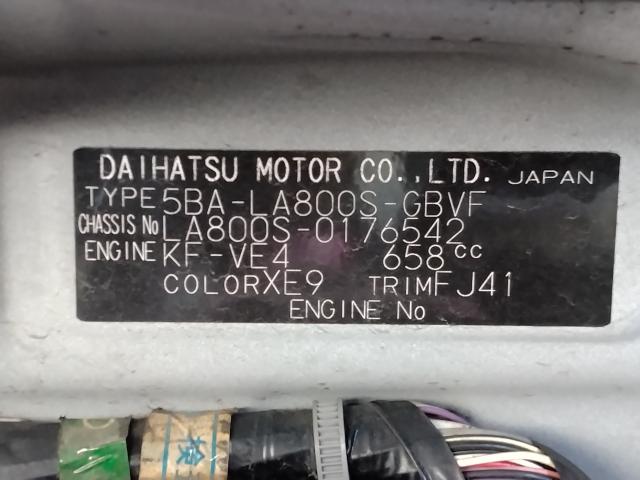 DAIHATSU MOTOR CO.,LTD. JAPAN
TYPE 5BA-LA800S-GBVF
CHASSIS No LA800S-0176542
ENGINE KF-VE4 658cc
COLOR XE9 TRIM FJ41
ENGINE No
検